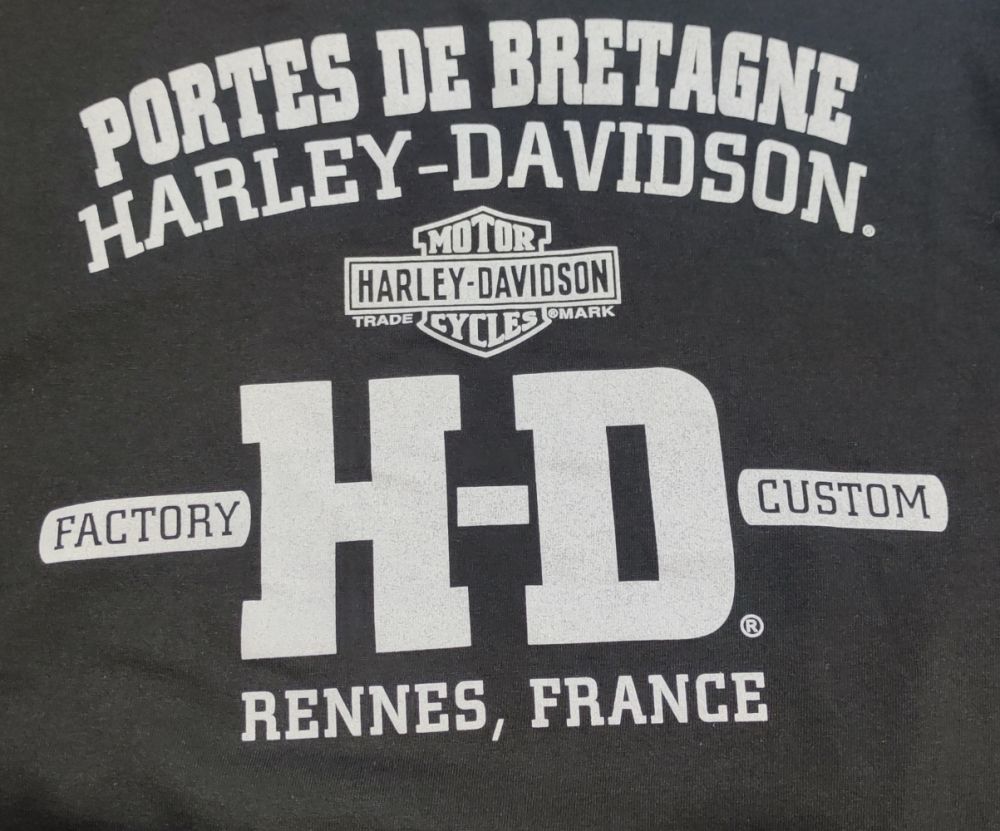 PORTES DE BRETAGNE
HARLEY-DAVIDSON.
MOTOR
HARLEY-DAVIDSON
TRADE ®MARK
CYCLES
H-D®
FACTORY CUSTOM
RENNES, FRANCE